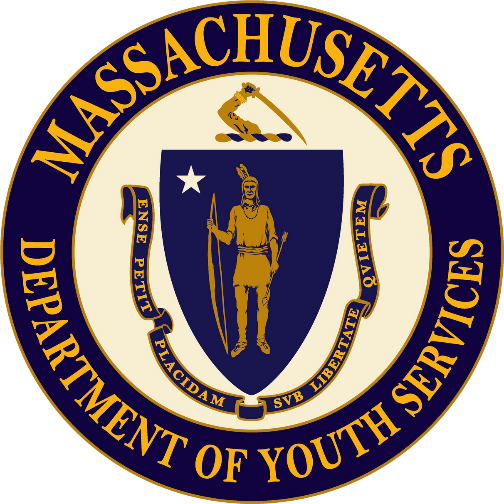 MASSACHUSETTS
DEPARTMENT OF YOUTH SERVICES
ENSE PETIT PLACIDAM SVB LIBERTATE QVIETEM